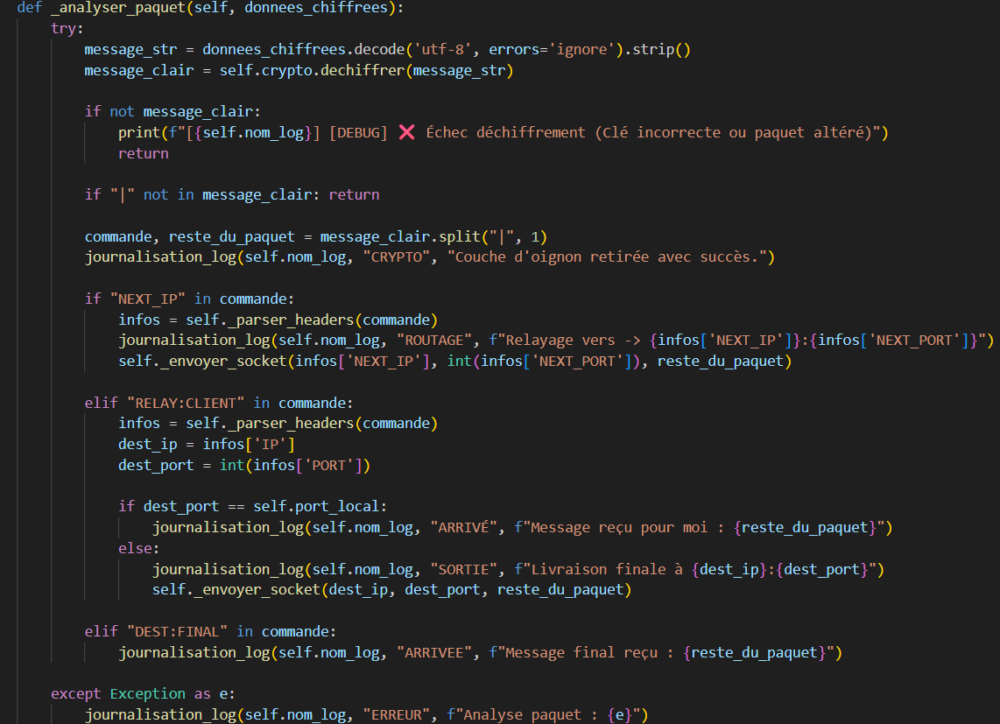 def _analyser_paquet(self, donnees_chiffrees):
try:
message_str = donnees_chiffrees.decode('utf-8', errors='ignore').strip()
message_clair = self.crypto.dechiffrer(message_str)
if not message_clair:
print(f"[{self.nom_log}] [DEBUG] ❌ Échec déchiffrement (Clé incorrecte ou paquet altéré)")
return
if "|" not in message_clair: return
commande, reste_du_paquet = message_clair.split("|", 1)
journalisation_log(self.nom_log, "CRYPTO", "Couche d'oignon retirée avec succès.")
if "NEXT_IP" in commande:
infos = self._parser_headers(commande)
journalisation_log(self.nom_log, "ROUTAGE", f"Relayage vers -> {infos['NEXT_IP']}:{infos['NEXT_PORT']}")
self._envoyer_socket(infos['NEXT_IP'], int(infos['NEXT_PORT']), reste_du_paquet)
elif "RELAY:CLIENT" in commande:
infos = self._parser_headers(commande)
dest_ip = infos['IP']
dest_port = int(infos['PORT'])
if dest_port == self.port_local:
journalisation_log(self.nom_log, "ARRIVÉ", f"Message reçu pour moi : {reste_du_paquet}")
else:
journalisation_log(self.nom_log, "SORTIE", f"Livraison finale à {dest_ip}:{dest_port}")
self._envoyer_socket(dest_ip, dest_port, reste_du_paquet)
elif "DEST:FINAL" in commande:
journalisation_log(self.nom_log, "ARRIVEE", f"Message final reçu : {reste_du_paquet}")
except Exception as e:
journalisation_log(self.nom_log, "ERREUR", f"Analyse paquet : {e}")